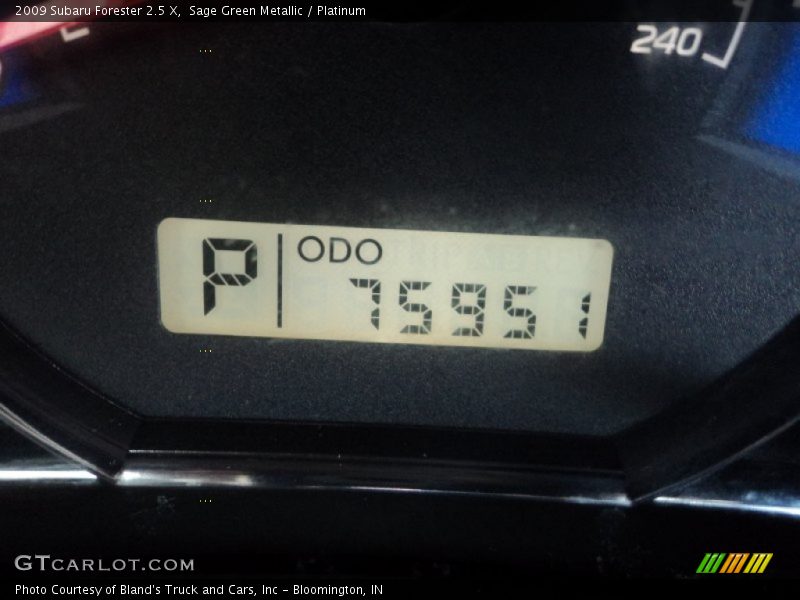 2009 Subaru Forester 2.5 X,  Sage Green Metallic / Platinum
240
P ODO
75951
GTCARLOT.COM
Photo Courtesy of Bland's Truck and Cars, Inc - Bloomington, IN